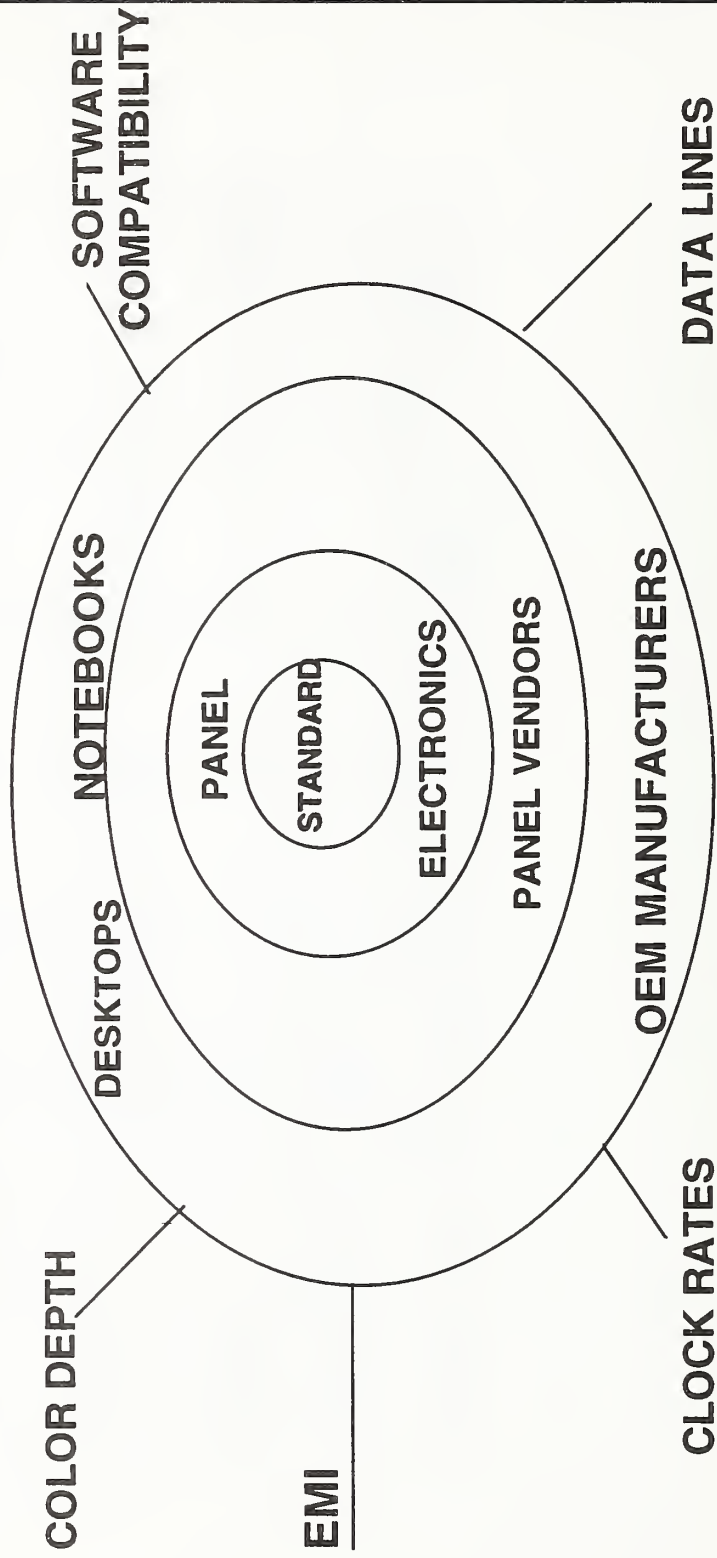 COLOR DEPTH
SOFTWARE
COMPATIBILITY
DESKTOPS
NOTEBOOKS
PANEL
STANDARD
EMI
ELECTRONICS
PANEL VENDORS
OEM MANUFACTURERS
CLOCK RATES
DATA LINES